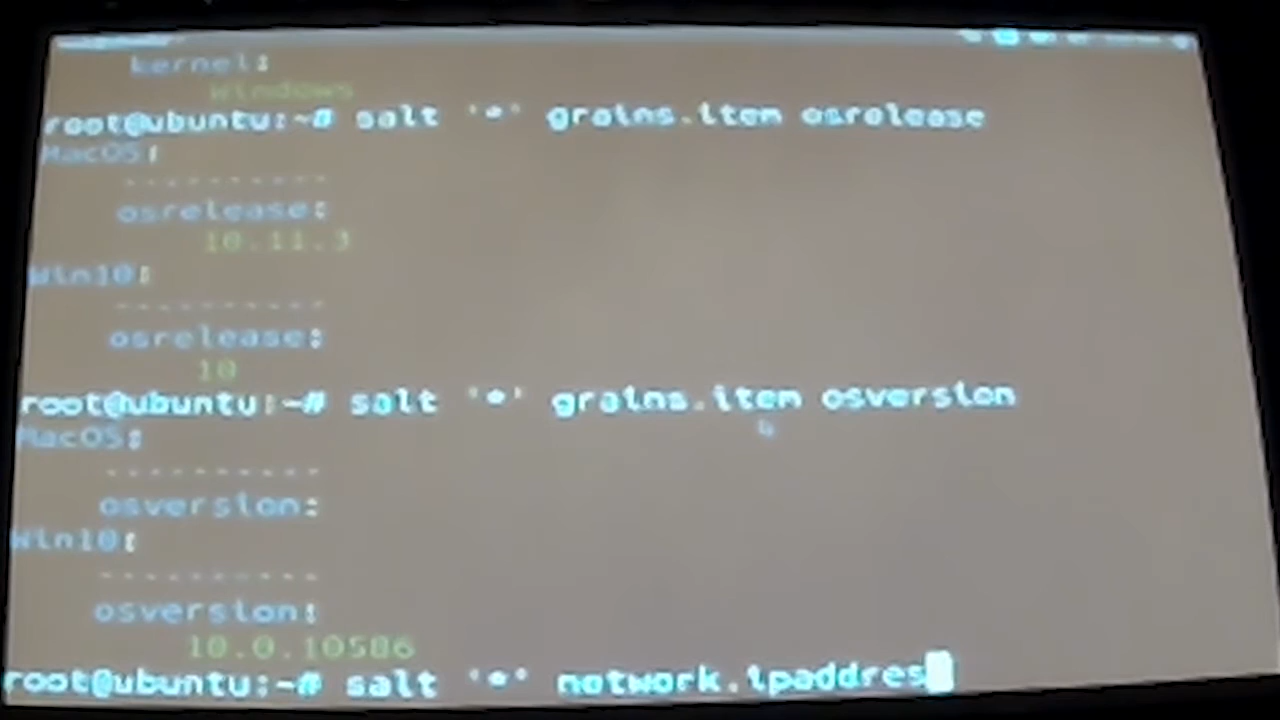 kernel:
Windows
root@ubuntu:~# salt '*' grains.item osrelease
MacOS:
----------
osrelease:
10.11.3
Win10:
----------
osrelease:
10
root@ubuntu:~# salt '*' grains.item osversion
MacOS:
----------
osversion:
Win10:
----------
osversion:
10.0.10586
root@ubuntu:~# salt '*' network.ipaddres